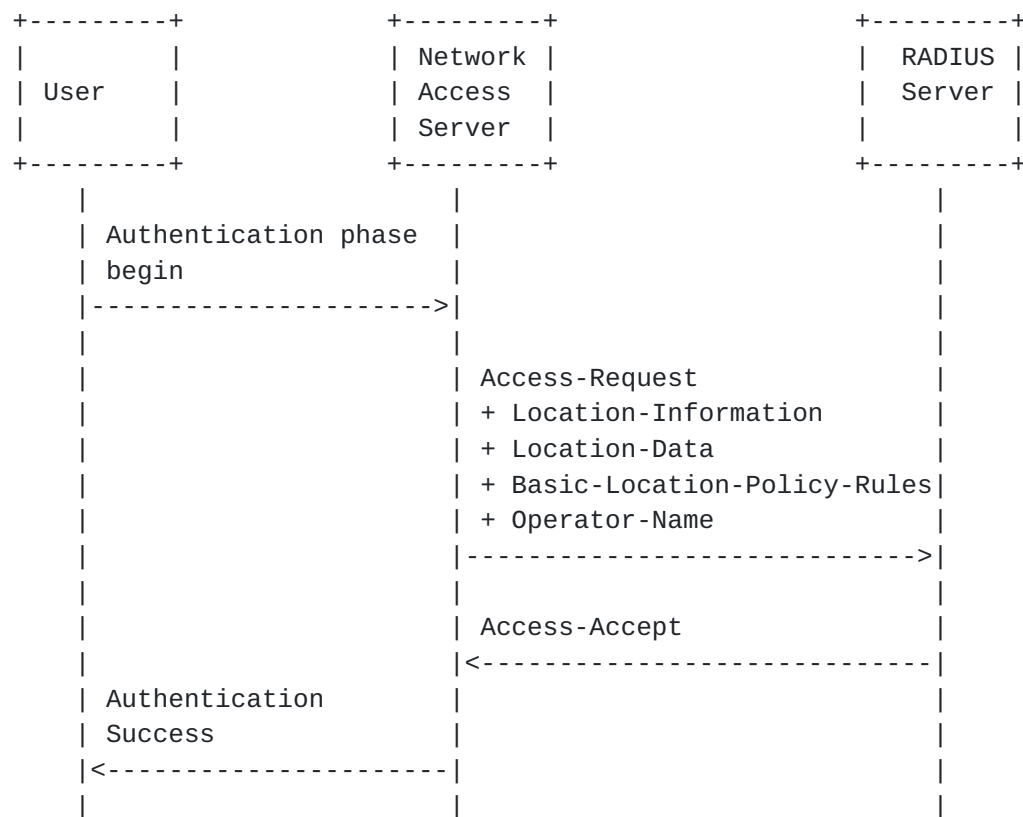 +---------+             +---------+                   +---------+
|         |             | Network |                   |  RADIUS |
| User    |             | Access  |                   |  Server |
|         |             | Server  |                   |         |
+---------+             +---------+                   +---------+
    |                       |                              |
    | Authentication phase  |                              |
    | begin                 |                              |
    |---------------------->|                              |
    |                       |                              |
    |                       | Access-Request               |
    |                       | + Location-Information       |
    |                       | + Location-Data              |
    |                       | + Basic-Location-Policy-Rules|
    |                       | + Operator-Name              |
    |                       |----------------------------->|
    |                       |                              |
    |                       | Access-Accept                |
    |                       |<-----------------------------|
    | Authentication        |                              |
    | Success               |                              |
    |<----------------------|                              |
    |                       |                              |